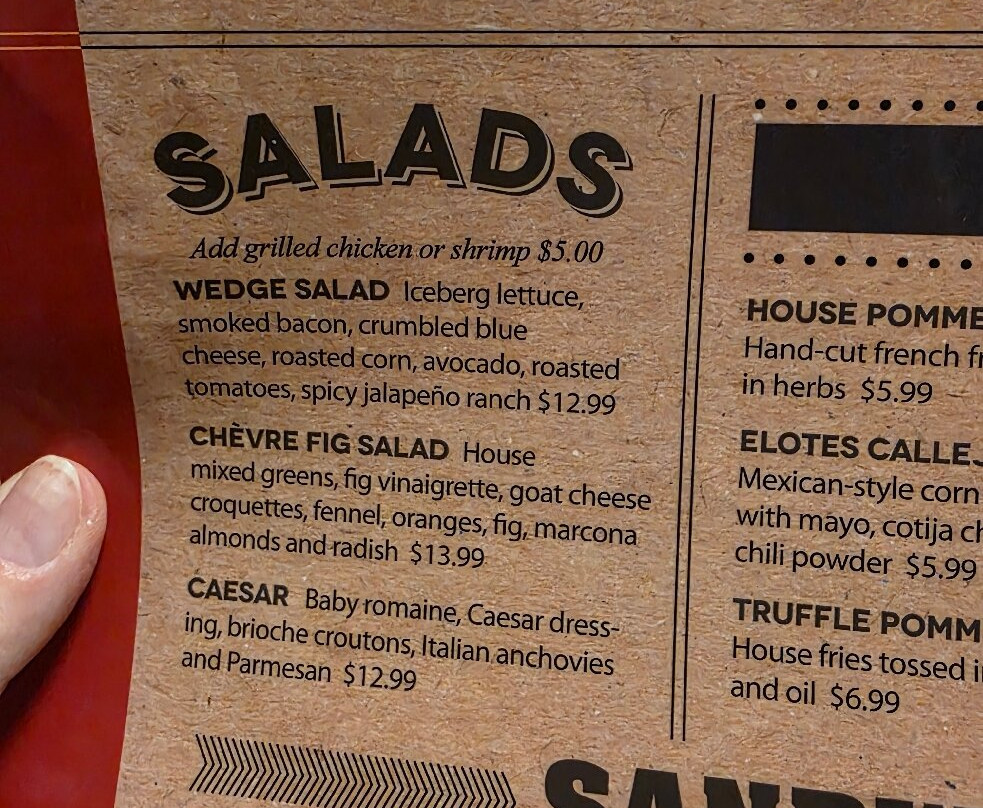 SALADS
Add grilled chicken or shrimp $5.00
WEDGE SALAD Iceberg lettuce,
smoked bacon, crumbled blue
cheese, roasted corn, avocado, roasted
tomatoes, spicy jalapeño ranch $12.99
CHÈVRE FIG SALAD House
mixed greens, fig vinaigrette, goat cheese
croquettes, fennel, oranges, fig, marcona
almonds and radish $13.99
CAESAR Baby romaine, Caesar dress-
ing, brioche croutons, Italian anchovies
and Parmesan $12.99
HOUSE POMME
Hand-cut french fr
in herbs $5.99
ELOTES CALLEJ
Mexican-style corn
with mayo, cotija ch
chili powder $5.99
TRUFFLE POMM
House fries tossed in
and oil $6.99